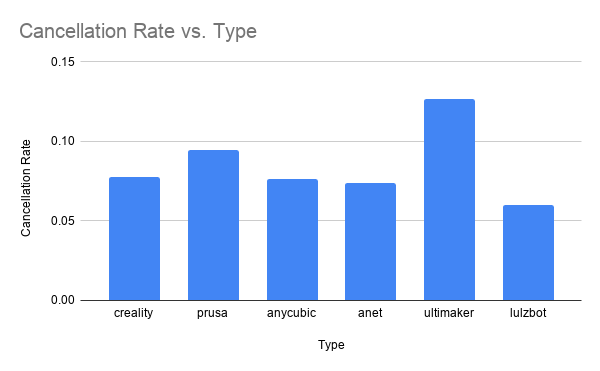 Cancellation Rate vs. Type
0.15
0.10
0.05
0.00
Cancellation Rate
creality prusa anycubic anet ultimaker lulzbot
Type